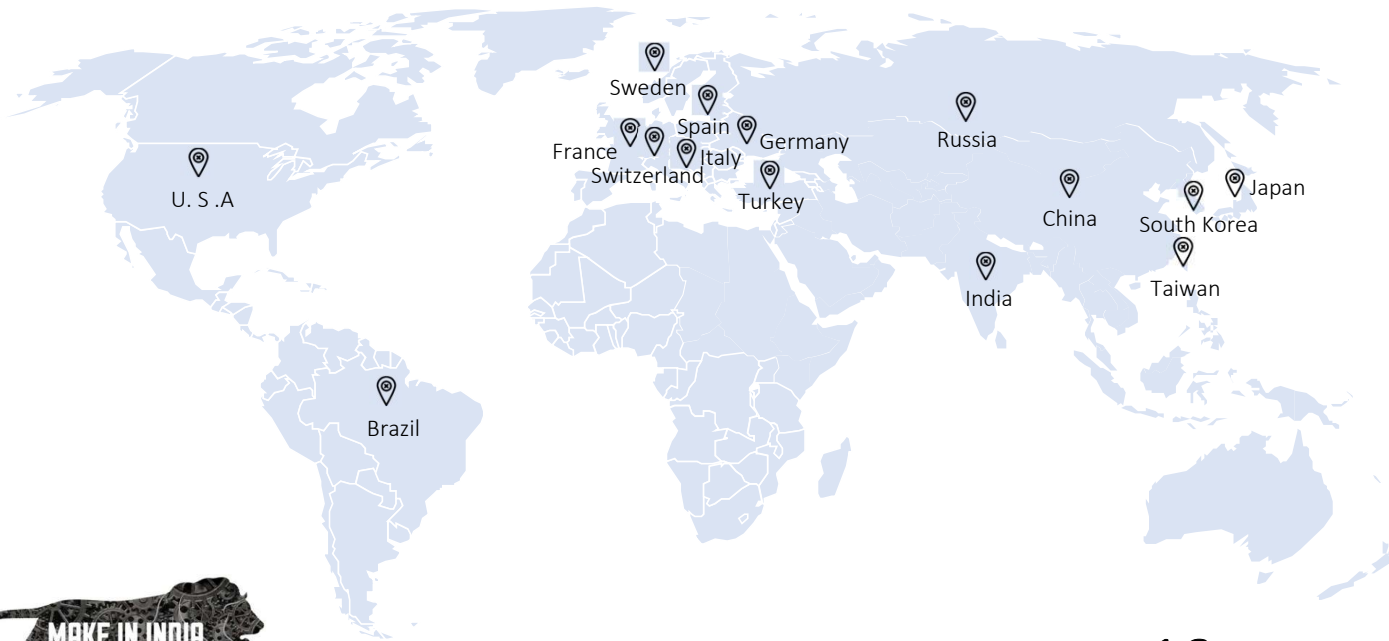 Sweden
Spain
France
Germany
Italy
Switzerland
Turkey
Russia
U. S .A
China
Japan
South Korea
India
Taiwan
Brazil
MAKE IN INDIA